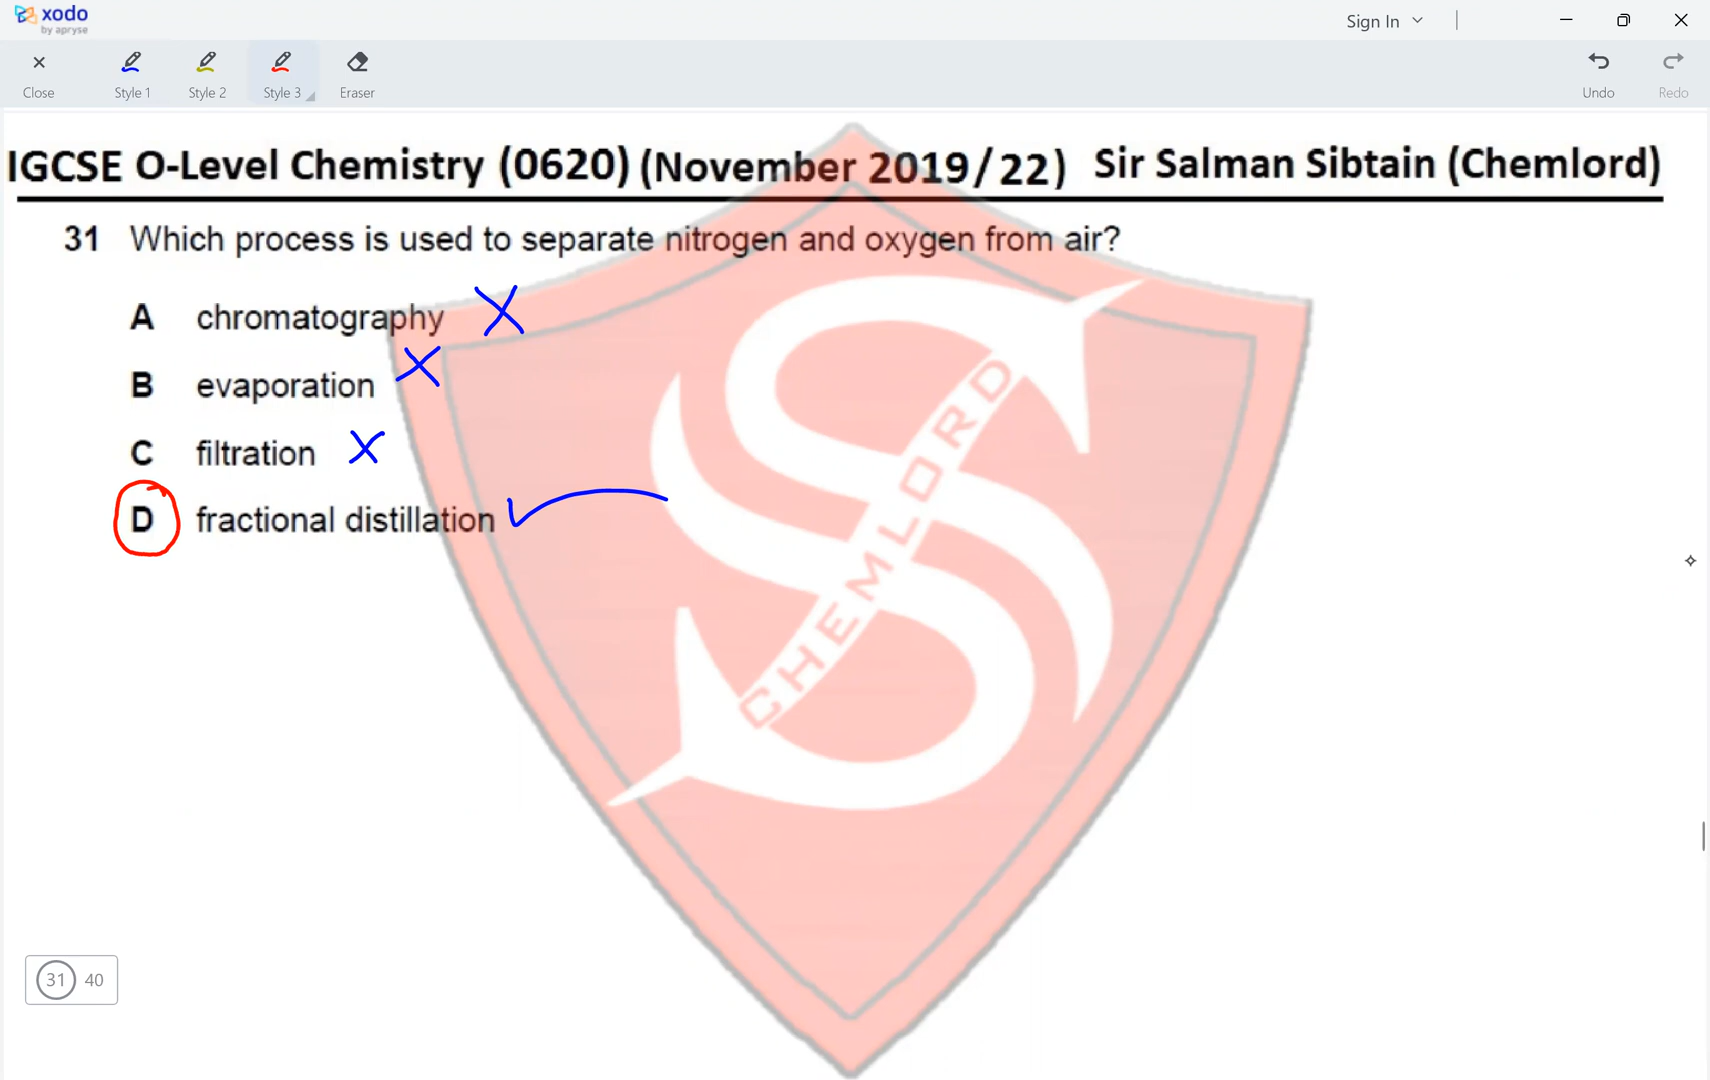 xodo
by apryse
Sign In
Close
Style 1
Style 2
Style 3
Eraser
Undo
Redo
IGCSE O-Level Chemistry (0620) (November 2019/22) Sir Salman Sibtain (Chemlord)
31 Which process is used to separate nitrogen and oxygen from air?
A chromatography
B evaporation
C filtration
D fractional distillation
CHEMLORD
31 40